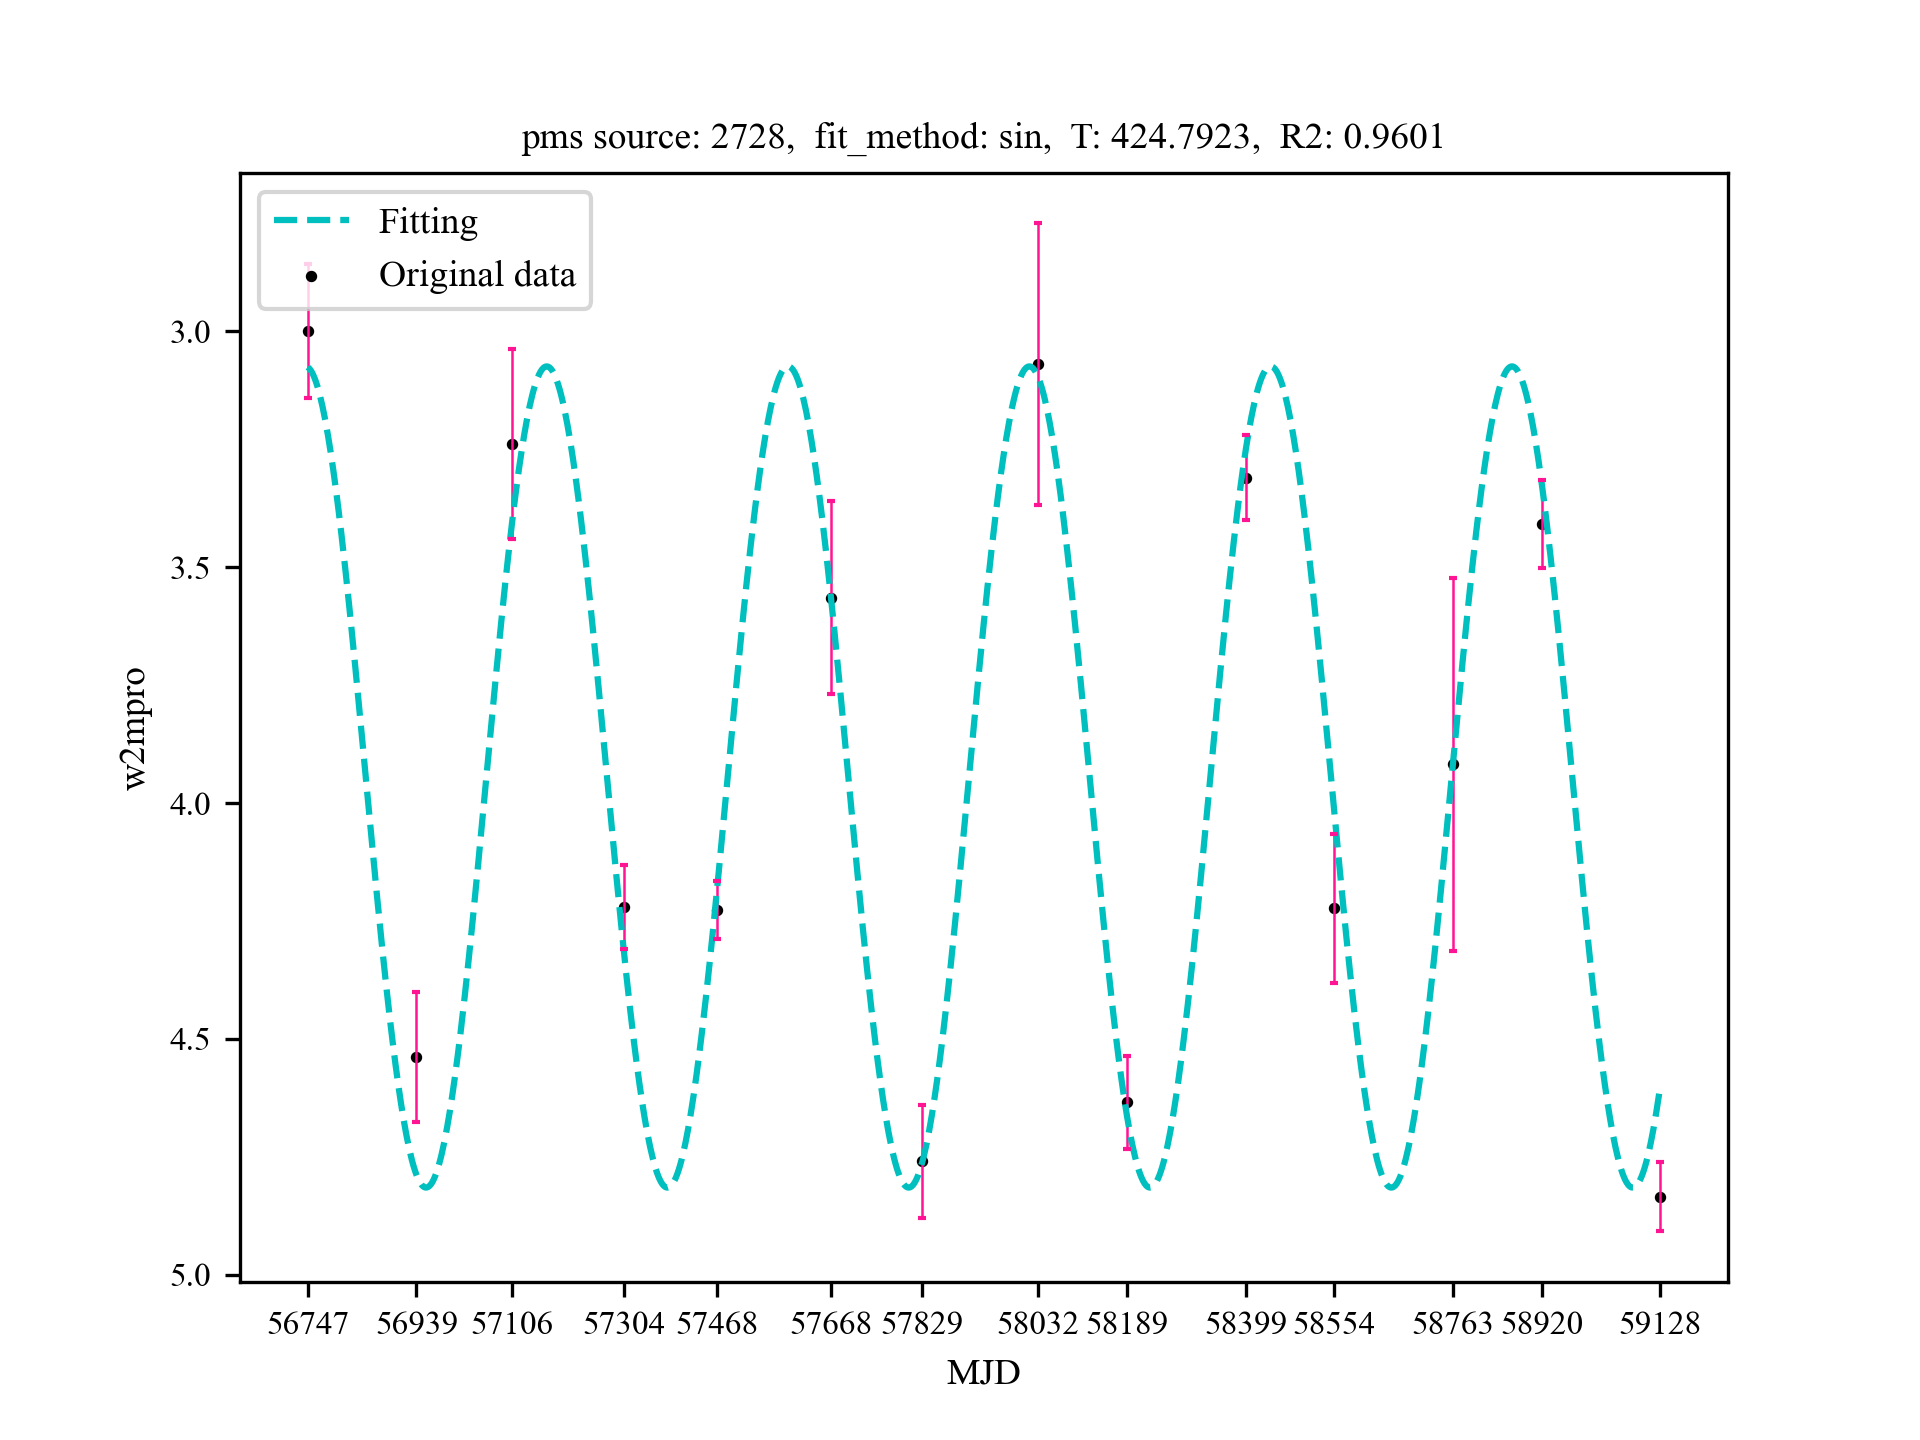 pms source: 2728,  fit_method: sin,  T: 424.7923,  R2: 0.9601
Fitting
Original data
3.0
3.5
4.0
4.5
5.0
w2mpro
56747 56939 57106 57304 57468 57668 57829 58032 58189 58399 58554 58763 58920 59128
MJD